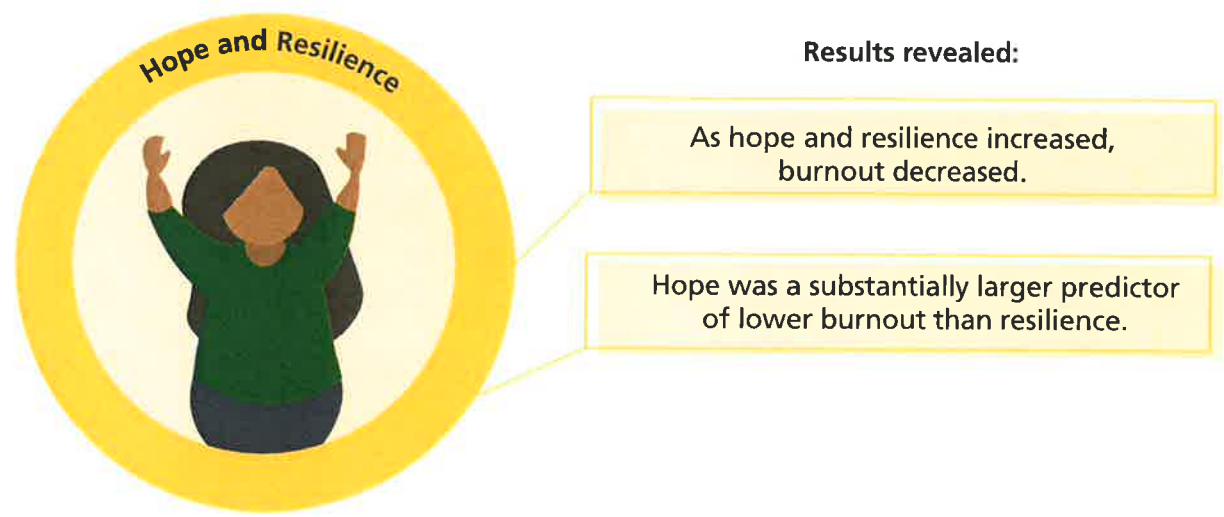 Hope and Resilience
Results revealed:
As hope and resilience increased,
burnout decreased.
Hope was a substantially larger predictor
of lower burnout than resilience.